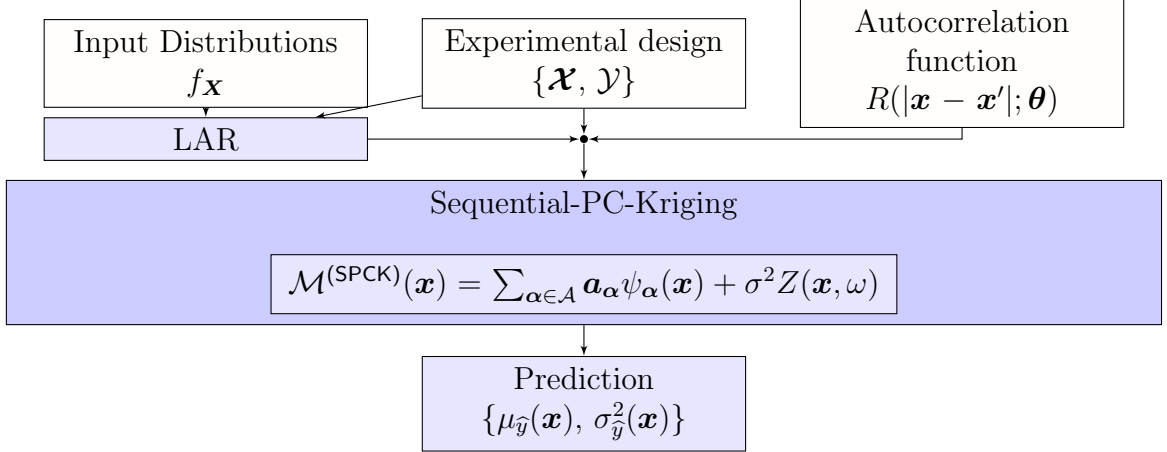 Input Distributions
f_X
Experimental design
{𝓧, 𝒴}
Autocorrelation
function
R(|x − x′|; θ)
LAR
Sequential-PC-Kriging
ℳ^(SPCK)(x) = ∑_{α∈𝒜} a_α ψ_α(x) + σ²Z(x, ω)
Prediction
{μ_ŷ(x), σ²_ŷ(x)}